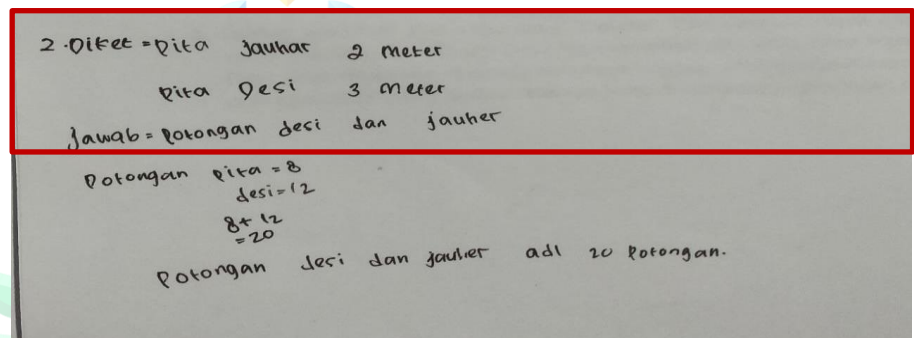 2. Diket = Pita Jauhar 2 meter
Pita Desi 3 meter
Jawab = Potongan desi dan jauher
Potongan pita = 8
desi = 12
8 + 12
= 20
Potongan desi dan jauher adl 20 Potongan.